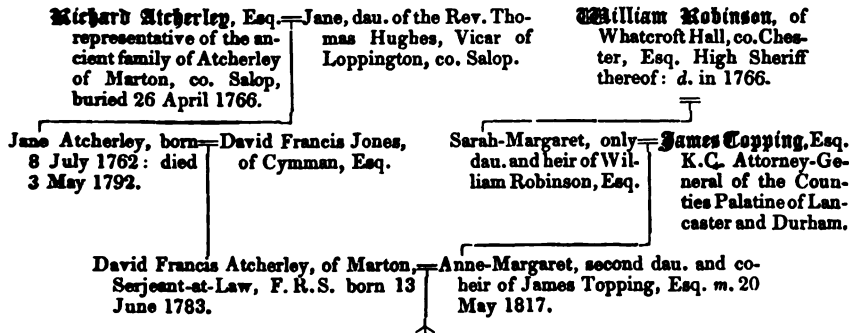 Richard Atcherley, Esq.
representative of the an-
cient family of Atcherley
of Marton, co. Salop,
buried 26 April 1766.
Jane, dau. of the Rev. Tho-
mas Hughes, Vicar of
Loppington, co. Salop.
William Robinson, of
Whatcroft Hall, co. Ches-
ter, Esq. High Sheriff
thereof: d. in 1766.
Jane Atcherley, born
8 July 1762: died
3 May 1792.
David Francis Jones,
of Cymman, Esq.
Sarah-Margaret, only
dau. and heir of Wil-
liam Robinson, Esq.
James Topping, Esq.
K.C. Attorney-Ge-
neral of the Coun-
ties Palatine of Lan-
caster and Durham.
David Francis Atcherley, of Marton,
Serjeant-at-Law, F. R. S. born 13
June 1783.
Anne-Margaret, second dau. and co-
heir of James Topping, Esq. m. 20
May 1817.